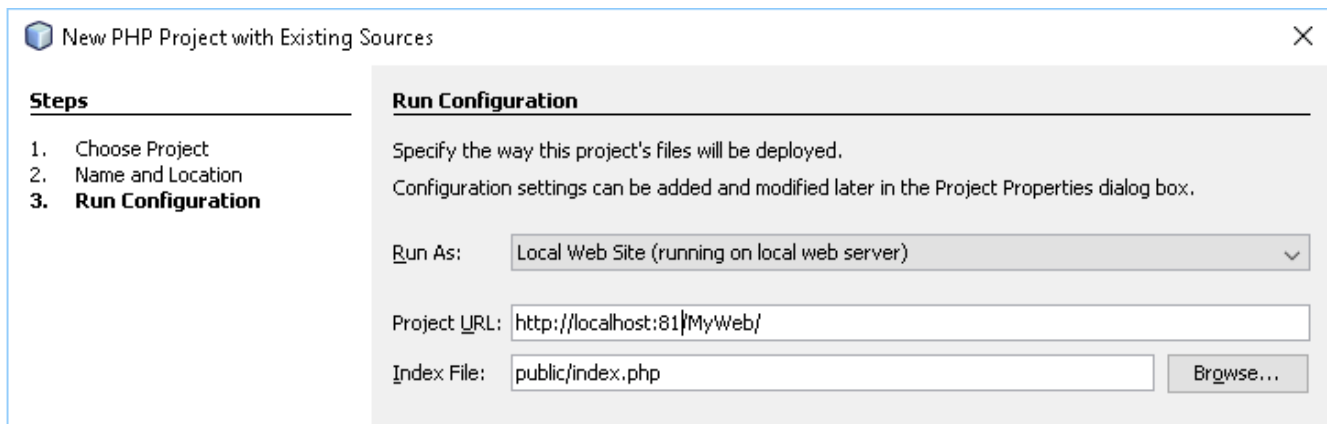 New PHP Project with Existing Sources
Steps
1. Choose Project
2. Name and Location
3. Run Configuration
Run Configuration
Specify the way this project's files will be deployed.
Configuration settings can be added and modified later in the Project Properties dialog box.
Run As: Local Web Site (running on local web server)
Project URL: http://localhost:81/MyWeb/
Index File: public/index.php Browse...